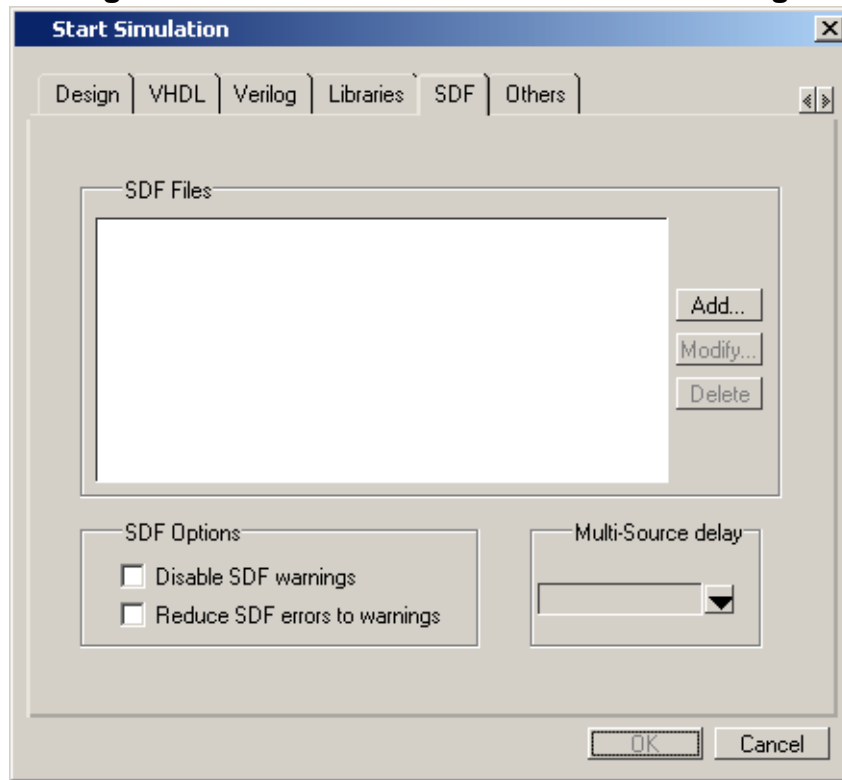 Start Simulation
Design VHDL Verilog Libraries SDF Others
SDF Files
Add...
Modify...
Delete
SDF Options
Disable SDF warnings
Reduce SDF errors to warnings
Multi-Source delay
OK Cancel